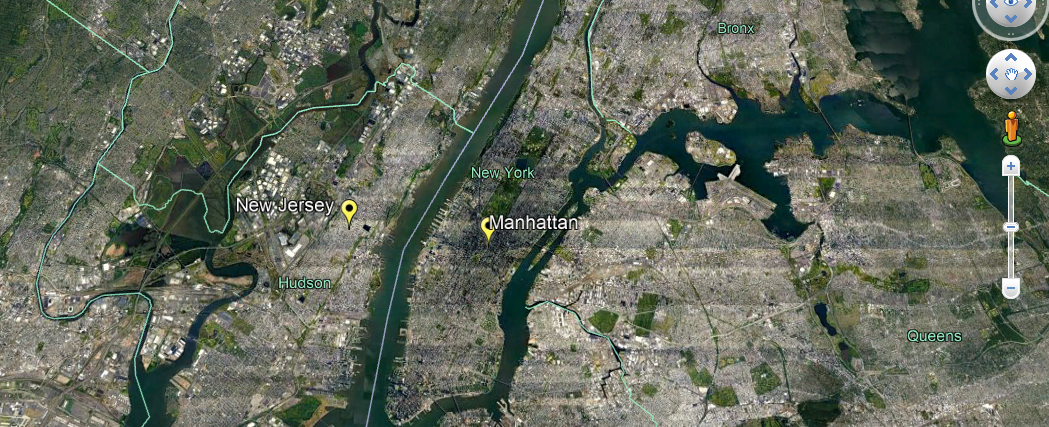 Bronx
New York
New Jersey
Manhattan
Hudson
Queens